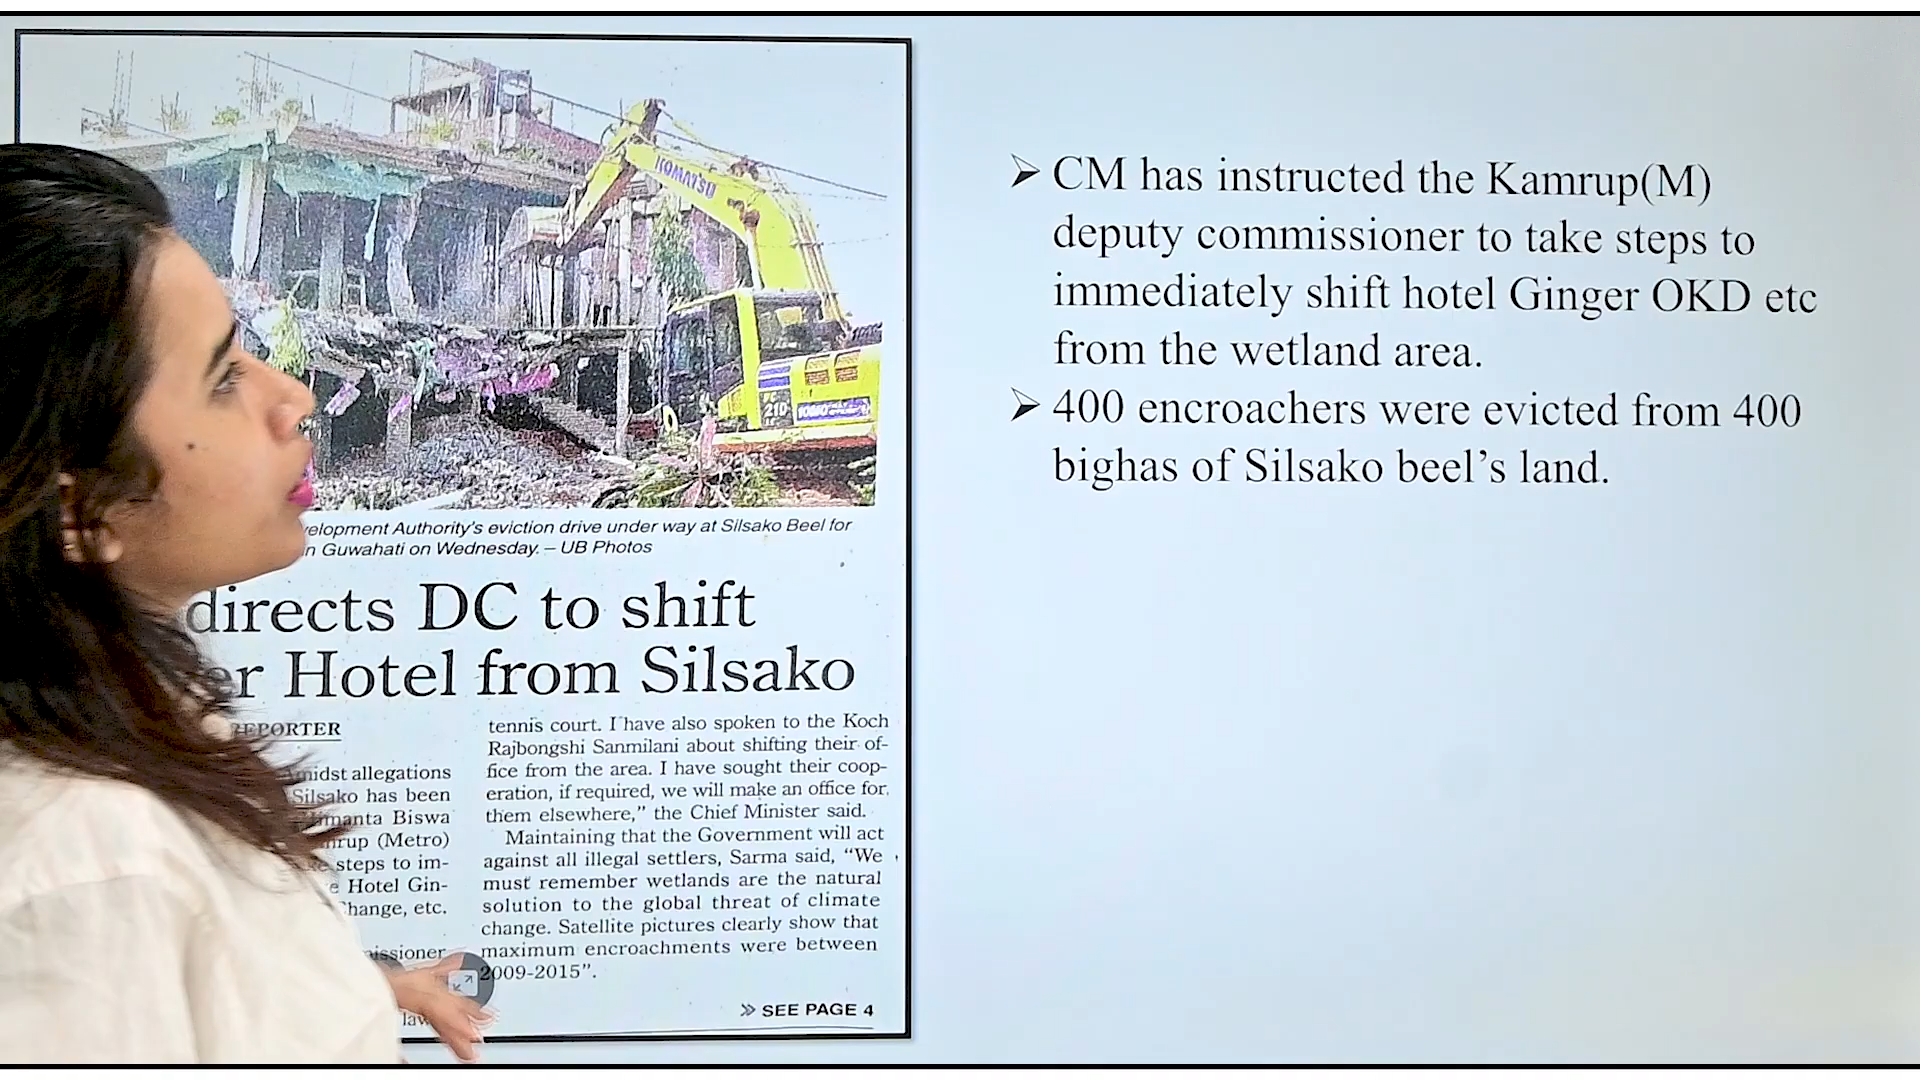 KOMATSU
PC
210
velopment Authority's eviction drive under way at Silsako Beel for
n Guwahati on Wednesday. – UB Photos
directs DC to shift
er Hotel from Silsako
REPORTER
midst allegations
Silsako has been
imanta Biswa
mrup (Metro)
steps to im-
e Hotel Gin-
Change, etc.
issioner
law
tennis court. I have also spoken to the Koch
Rajbongshi Sanmilani about shifting their of-
fice from the area. I have sought their coop-
eration, if required, we will make an office for
them elsewhere,” the Chief Minister said.
Maintaining that the Government will act
against all illegal settlers, Sarma said, “We
must remember wetlands are the natural
solution to the global threat of climate
change. Satellite pictures clearly show that
maximum encroachments were between
2009-2015”.
SEE PAGE 4
➢ CM has instructed the Kamrup(M)
deputy commissioner to take steps to
immediately shift hotel Ginger OKD etc
from the wetland area.
➢ 400 encroachers were evicted from 400
bighas of Silsako beel’s land.